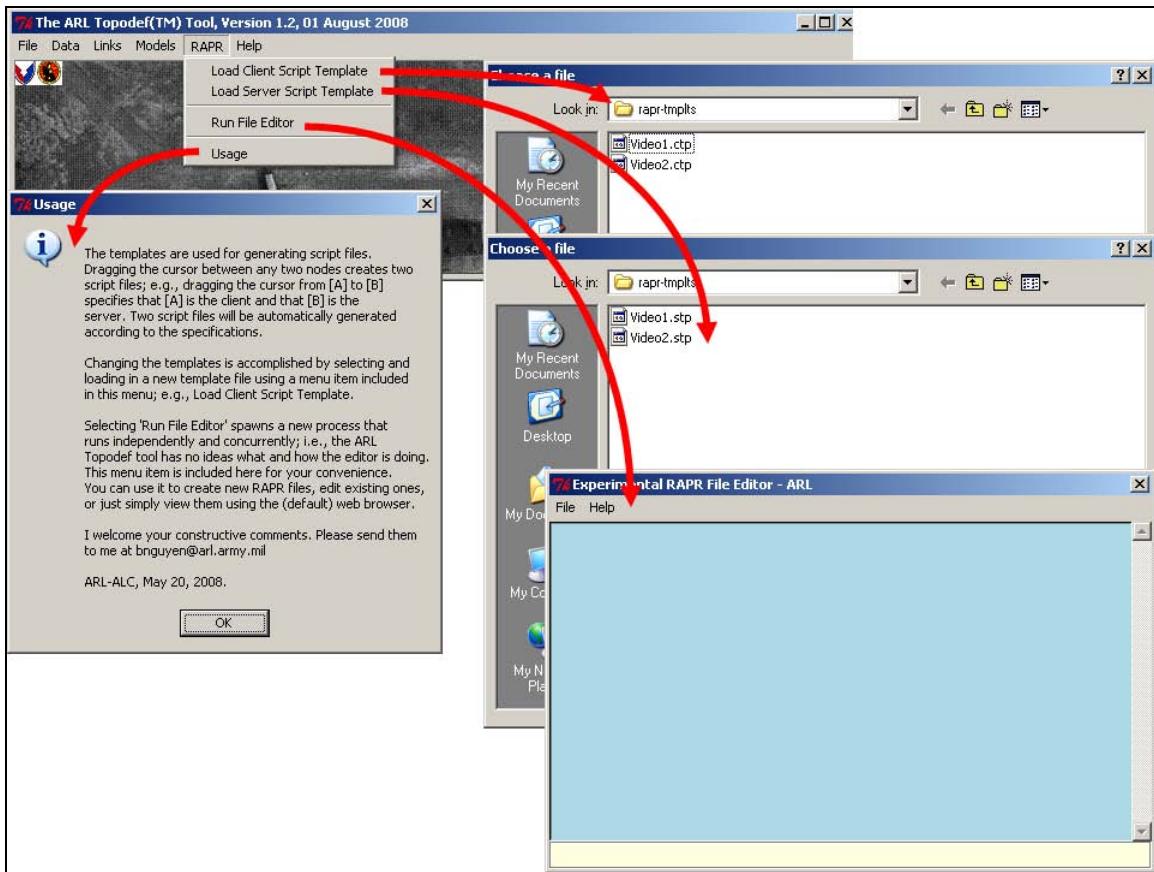 The ARL Topodef(TM) Tool, Version 1.2, 01 August 2008
File Data Links Models RAPR Help
Load Client Script Template
Load Server Script Template
Run File Editor
Usage
Choose a file
Look in: rapr-tmplts
Video1.ctp
Video2.ctp
My Recent
Documents
Usage
The templates are used for generating script files.
Dragging the cursor between any two nodes creates two
script files; e.g., dragging the cursor from [A] to [B]
specifies that [A] is the client and that [B] is the
server. Two script files will be automatically generated
according to the specifications.
Changing the templates is accomplished by selecting and
loading in a new template file using a menu item included
in this menu; e.g., Load Client Script Template.
Selecting 'Run File Editor' spawns a new process that
runs independently and concurrently; i.e., the ARL
Topodef tool has no ideas what and how the editor is doing.
This menu item is included here for your convenience.
You can use it to create new RAPR files, edit existing ones,
or just simply view them using the (default) web browser.
I welcome your constructive comments. Please send them
to me at bnguyen@arl.army.mil
ARL-ALC, May 20, 2008.
OK
Choose a file
Look in: rapr-tmplts
Video1.stp
Video2.stp
My Recent
Documents
Desktop
My Do
My Co
My N
Pla
Experimental RAPR File Editor - ARL
File Help